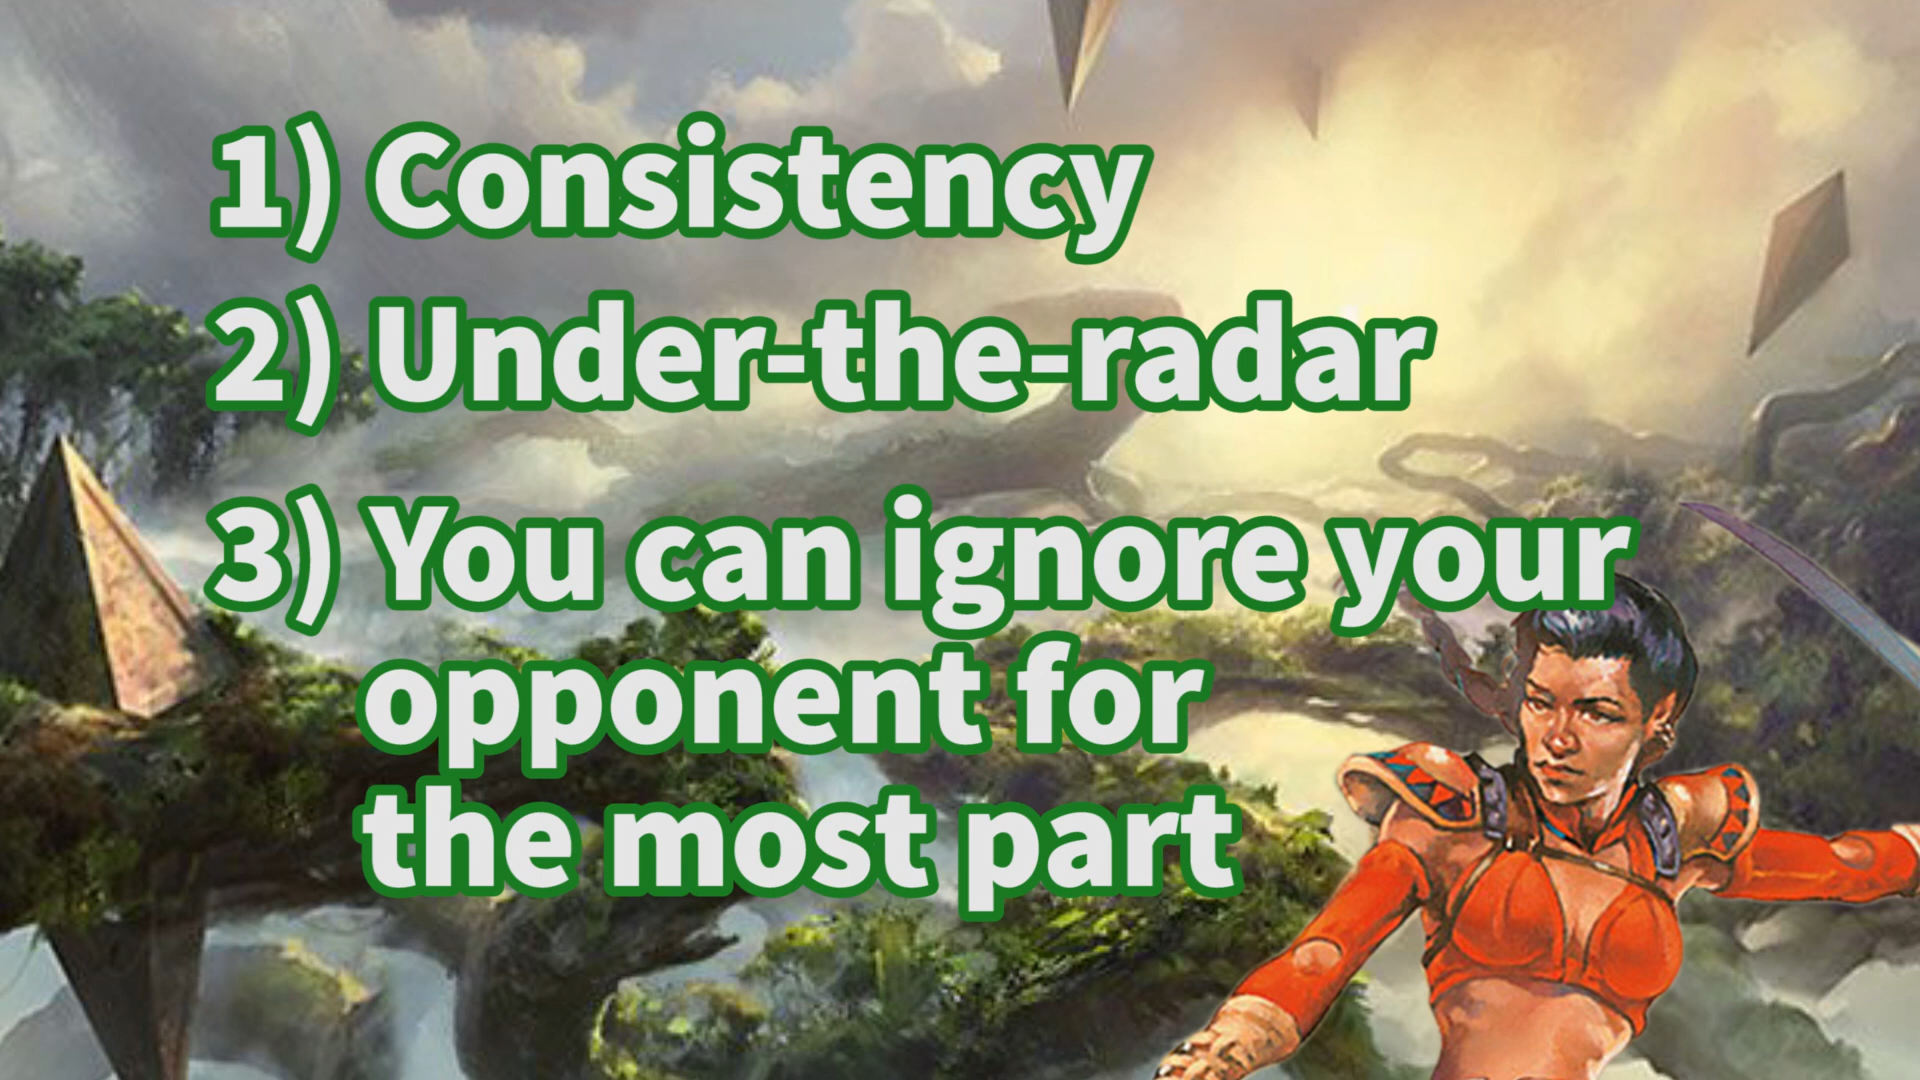 1) Consistency
2) Under-the-radar
3) You can ignore your
opponent for
the most part